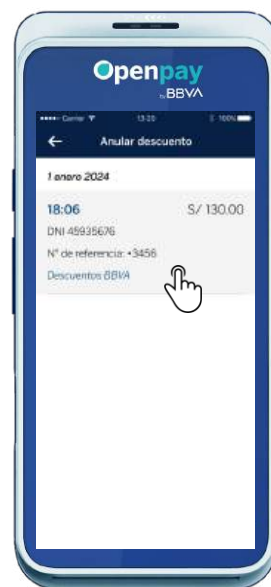 Openpay
by BBVA
Carrier 13:20 100%
Anular descuento
1 enero 2024
18:06 S/ 130.00
DNI 45935676
N° de referencia: •3456
Descuentos BBVA